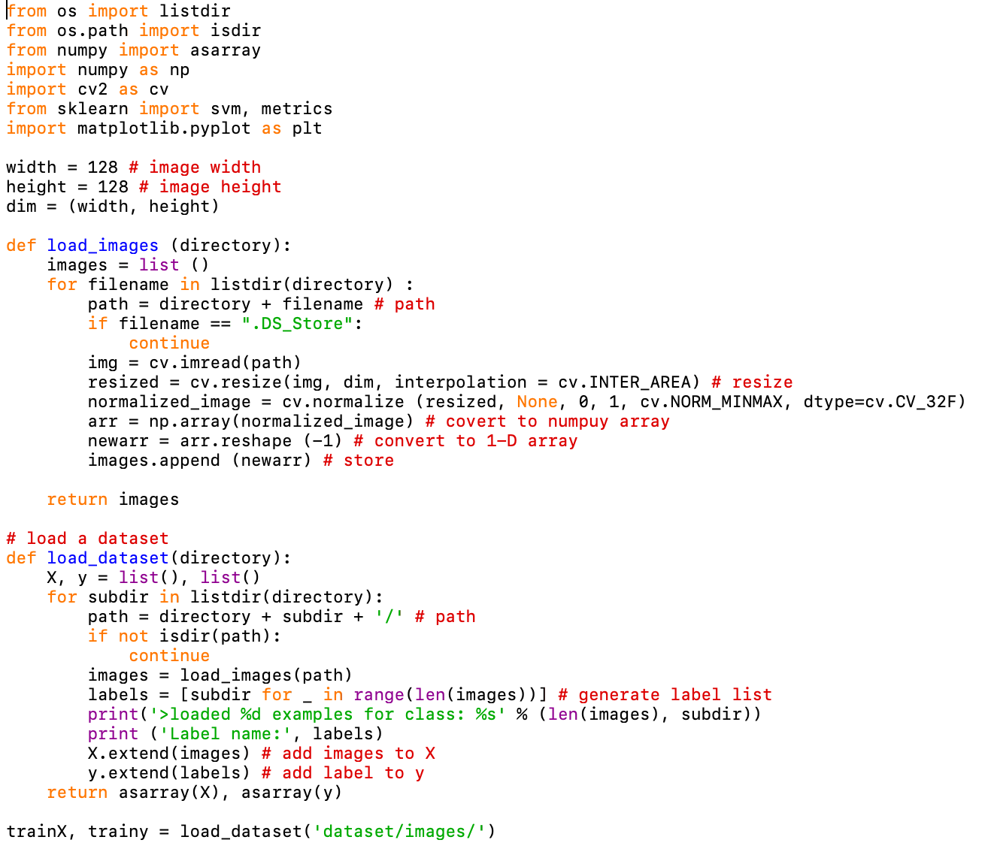 from os import listdir
from os.path import isdir
from numpy import asarray
import numpy as np
import cv2 as cv
from sklearn import svm, metrics
import matplotlib.pyplot as plt

width = 128 # image width
height = 128 # image height
dim = (width, height)

def load_images (directory):
    images = list ()
    for filename in listdir(directory) :
        path = directory + filename # path
        if filename == ".DS_Store":
            continue
        img = cv.imread(path)
        resized = cv.resize(img, dim, interpolation = cv.INTER_AREA) # resize
        normalized_image = cv.normalize (resized, None, 0, 1, cv.NORM_MINMAX, dtype=cv.CV_32F)
        arr = np.array(normalized_image) # covert to numpuy array
        newarr = arr.reshape (-1) # convert to 1-D array
        images.append (newarr) # store

    return images

# load a dataset
def load_dataset(directory):
    X, y = list(), list()
    for subdir in listdir(directory):
        path = directory + subdir + '/' # path
        if not isdir(path):
            continue
        images = load_images(path)
        labels = [subdir for _ in range(len(images))] # generate label list
        print('>loaded %d examples for class: %s' % (len(images), subdir))
        print ('Label name:', labels)
        X.extend(images) # add images to X
        y.extend(labels) # add label to y
    return asarray(X), asarray(y)

trainX, trainy = load_dataset('dataset/images/')